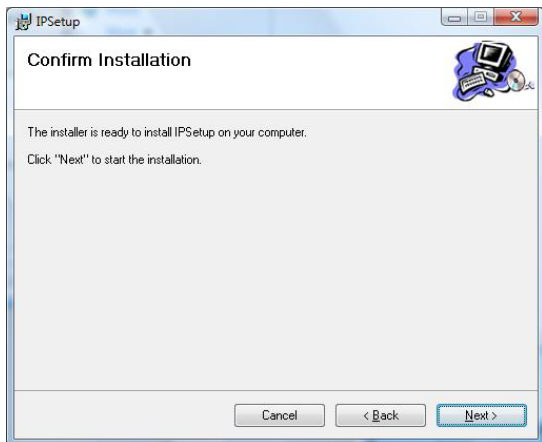 IPSetup
Confirm Installation
The installer is ready to install IPSetup on your computer.
Click "Next" to start the installation.
Cancel
< Back
Next >